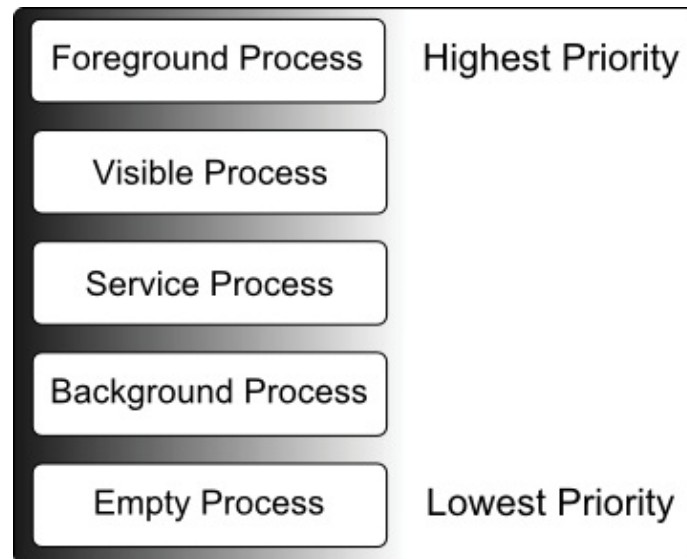 Foreground Process Highest Priority
Visible Process
Service Process
Background Process
Empty Process Lowest Priority